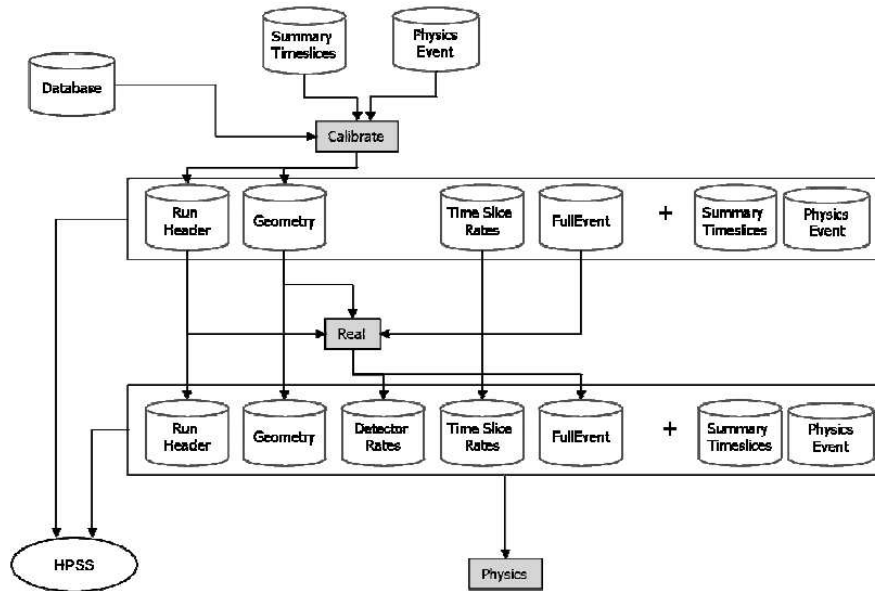 Summary
Timeslices
Physics
Event
Database
Calibrate
Run
Header
Geometry
Time Slice
Rates
FullEvent
+
Summary
Timeslices
Physics
Event
Real
Run
Header
Geometry
Detector
Rates
Time Slice
Rates
FullEvent
+
Summary
Timeslices
Physics
Event
HPSS
Physics